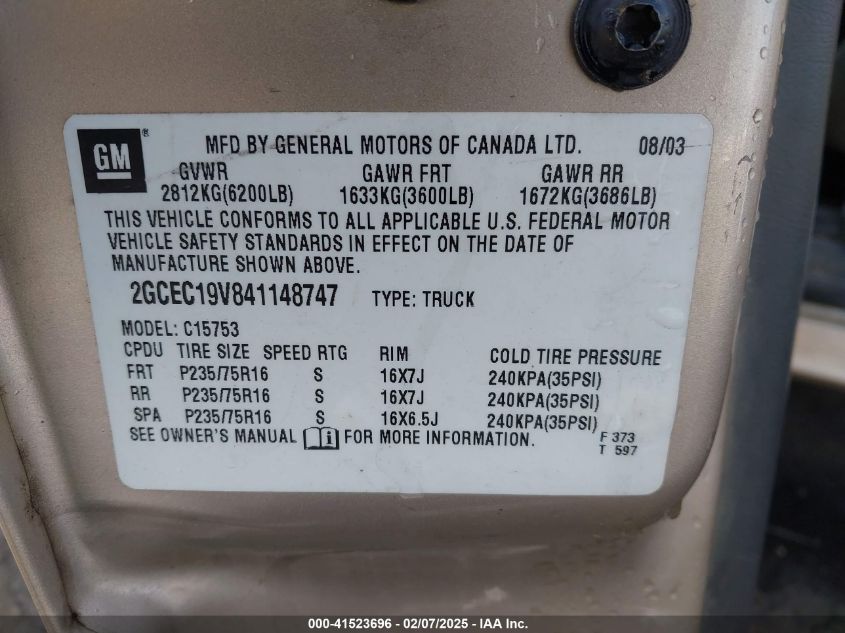 GM ® MFD BY GENERAL MOTORS OF CANADA LTD. 08/03
GVWR GAWR FRT GAWR RR
2812KG(6200LB) 1633KG(3600LB) 1672KG(3686LB)
THIS VEHICLE CONFORMS TO ALL APPLICABLE U.S. FEDERAL MOTOR
VEHICLE SAFETY STANDARDS IN EFFECT ON THE DATE OF
MANUFACTURE SHOWN ABOVE.
2GCEC19V841148747 TYPE: TRUCK
MODEL: C15753
CPDU TIRE SIZE SPEED RTG RIM COLD TIRE PRESSURE
FRT P235/75R16 S 16X7J 240KPA(35PSI)
RR P235/75R16 S 16X7J 240KPA(35PSI)
SPA P235/75R16 S 16X6.5J 240KPA(35PSI)
SEE OWNER'S MANUAL i FOR MORE INFORMATION. F 373
T 597
000-41523696 - 02/07/2025 - IAA Inc.